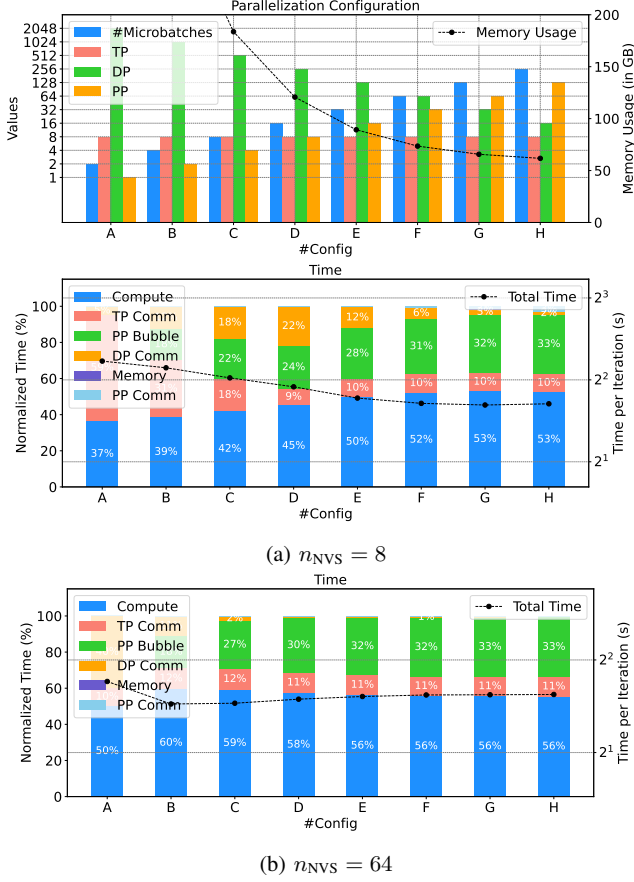 Parallelization Configuration
2048
1024
512
256
128
64
32
16
8
4
2
1
Values
#Microbatches
TP
DP
PP
Memory Usage
200
150
100
50
0
Memory Usage (in GB)
A B C D E F G H
#Config
Time
100
80
60
40
20
0
Normalized Time (%)
Compute
TP Comm
PP Bubble
DP Comm
Memory
PP Comm
Total Time
2^3
2^2
2^1
Time per Iteration (s)
18% 22% 12% 6% 3% 2%
22% 24% 28% 31% 32% 33%
18% 9% 10% 10% 10% 10%
37% 39% 42% 45% 50% 52% 53% 53%
A B C D E F G H
#Config
(a) n_NVS = 8
Time
100
80
60
40
20
0
Normalized Time (%)
Compute
TP Comm
PP Bubble
DP Comm
Memory
PP Comm
Total Time
2^2
2^1
Time per Iteration (s)
2% 1%
27% 30% 32% 32% 33% 33%
12% 11% 11% 11% 11% 11%
50% 60% 59% 58% 56% 56% 56% 56%
A B C D E F G H
#Config
(b) n_NVS = 64